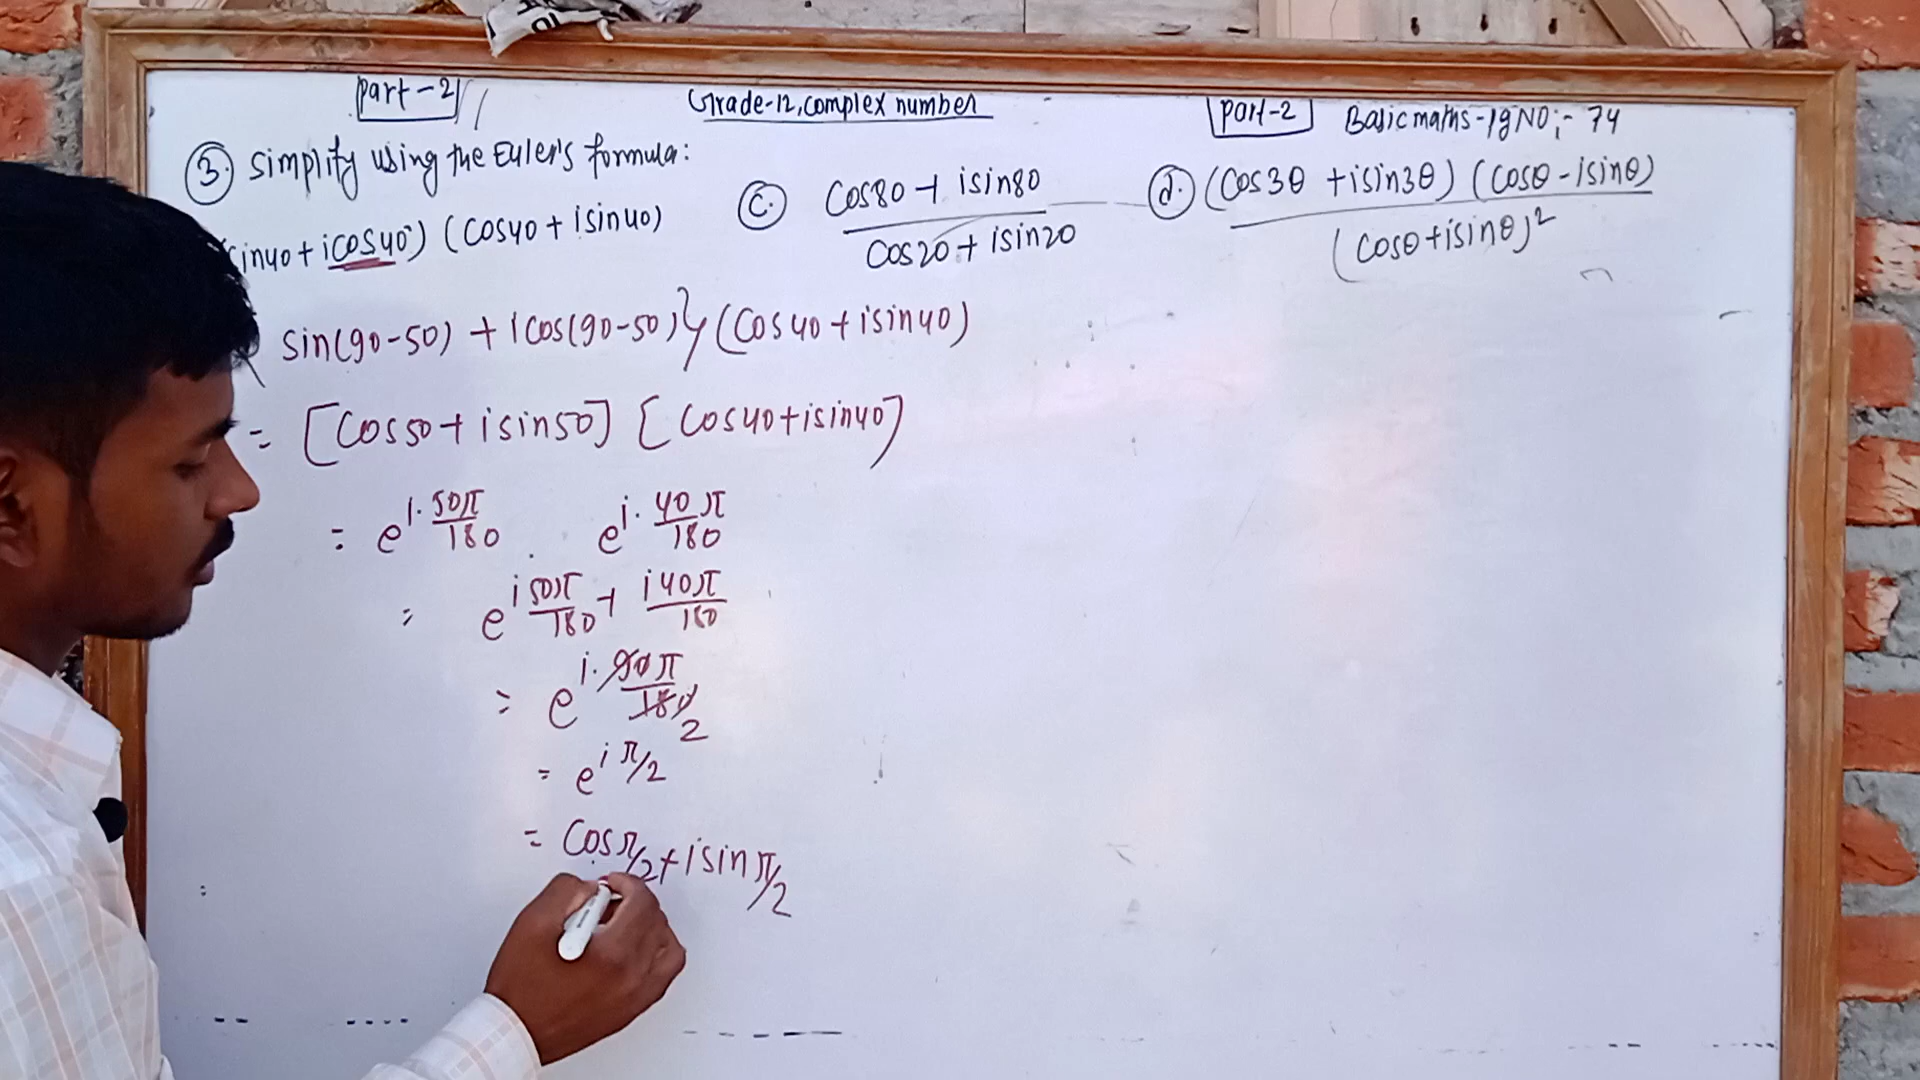 Part-2
Grade-12, complex number
Part-2 Basic maths-Pg NO;- 74
3. Simplify using the Euler's formula:
sin40 + icos40°) (cos40 + isin40)
c. cos80 + isin80 / cos20 + isin20
d. (cos3θ + isin3θ) (cosθ - isinθ) / (cosθ + isinθ)²
sin(90-50) + icos(90-50)} (cos40 + isin40)
= [cos50 + isin50] [cos40 + isin40]
= e^i·50π/180 . e^i·40π/180
= e^i50π/180 + i40π/180
= e^i·90π/180 2
= e^iπ/2
= cosπ/2 + isinπ/2